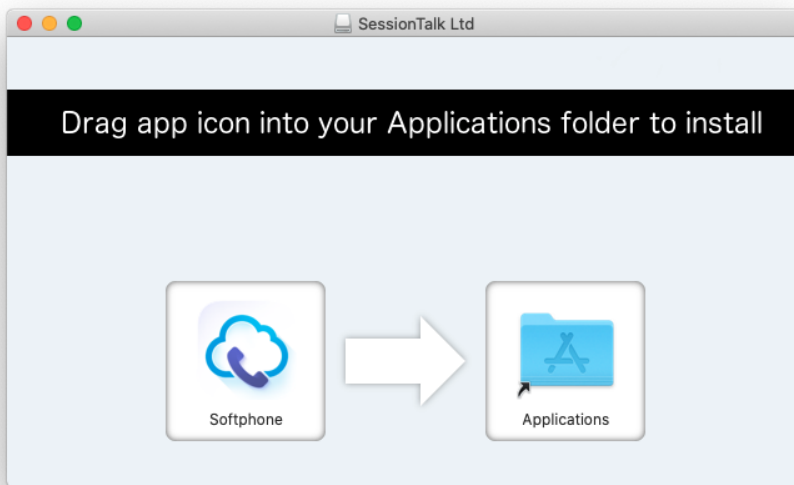 SessionTalk Ltd
Drag app icon into your Applications folder to install
Softphone
Applications